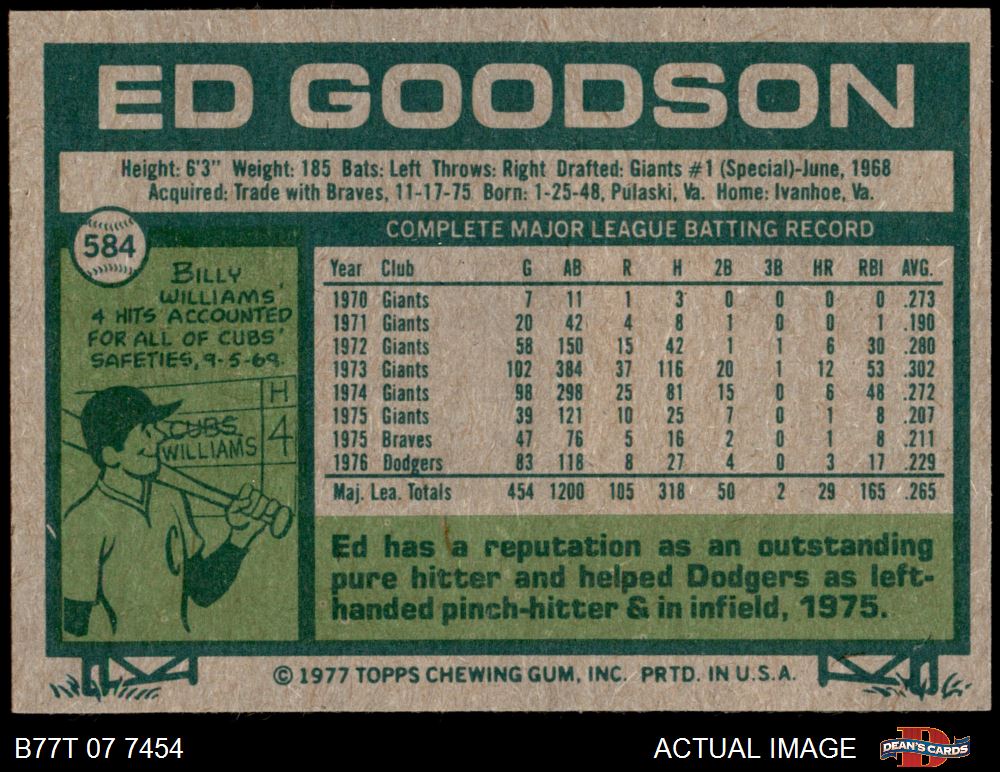 ED GOODSON
Height: 6'3" Weight: 185 Bats: Left Throws: Right Drafted: Giants #1 (Special)-June, 1968
Acquired: Trade with Braves, 11-17-75 Born: 1-25-48, Pulaski, Va. Home: Ivanhoe, Va.
584
BILLY
WILLIAMS'
4 HITS ACCOUNTED
FOR ALL OF CUBS'
SAFETIES, 9-5-69.
H
CUBS
WILLIAMS 4
C
COMPLETE MAJOR LEAGUE BATTING RECORD
Year Club G AB R H 2B 3B HR RBI AVG.
1970 Giants 7 11 1 3 0 0 0 0 .273
1971 Giants 20 42 4 8 1 0 0 1 .190
1972 Giants 58 150 15 42 1 1 6 30 .280
1973 Giants 102 384 37 116 20 1 12 53 .302
1974 Giants 98 298 25 81 15 0 6 48 .272
1975 Giants 39 121 10 25 7 0 1 8 .207
1975 Braves 47 76 5 16 2 0 1 8 .211
1976 Dodgers 83 118 8 27 4 0 3 17 .229
Maj. Lea. Totals 454 1200 105 318 50 2 29 165 .265
Ed has a reputation as an outstanding
pure hitter and helped Dodgers as left-
handed pinch-hitter & in infield, 1975.
© 1977 TOPPS CHEWING GUM, INC. PRTD. IN U.S.A.
B77T 07 7454
ACTUAL IMAGE
D
DEAN'S CARDS